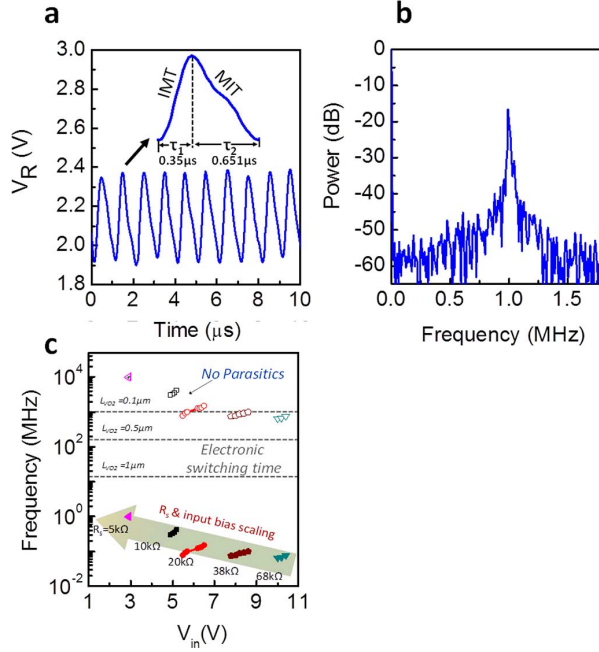 a
3.0
2.8
2.6
2.4
2.2
2.0
1.8
V_R (V)
IMT
MIT
τ_1
τ_2
0.35μs
0.651μs
0 2 4 6 8 10
Time (μs)
b
0
-10
-20
-30
-40
-50
-60
Power (dB)
0.0 0.5 1.0 1.5
Frequency (MHz)
c
10^4
10^2
10^0
10^-2
Frequency (MHz)
No Parasitics
L_VO2=0.1μm
L_VO2=0.5μm
Electronic
switching time
L_VO2=1μm
R_s & input bias scaling
R_s=5kΩ
10kΩ
20kΩ
38kΩ
68kΩ
1 3 5 7 9 11
V_in(V)